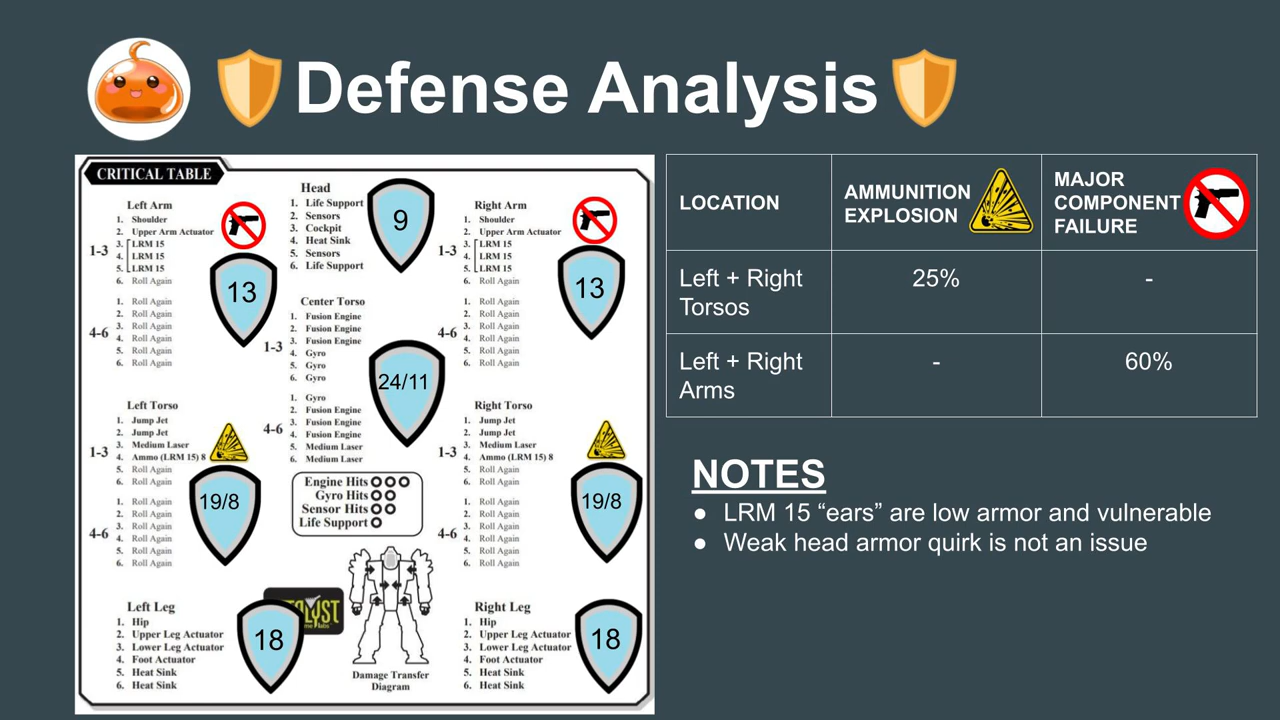 Defense Analysis
CRITICAL TABLE
Left Arm
1. Shoulder
2. Upper Arm Actuator
1-3
3. LRM 15
4. LRM 15
5. LRM 15
6. Roll Again
13
4-6
1. Roll Again
2. Roll Again
3. Roll Again
4. Roll Again
5. Roll Again
6. Roll Again
Left Torso
1. Jump Jet
2. Jump Jet
1-3
3. Medium Laser
4. Ammo (LRM 15) 8
5. Roll Again
6. Roll Again
19/8
4-6
1. Roll Again
2. Roll Again
3. Roll Again
4. Roll Again
5. Roll Again
6. Roll Again
Left Leg
1. Hip
2. Upper Leg Actuator
3. Lower Leg Actuator
4. Foot Actuator
5. Heat Sink
6. Heat Sink
18
Head
1. Life Support
2. Sensors
3. Cockpit
4. Heat Sink
5. Sensors
6. Life Support
9
Center Torso
1-3
1. Fusion Engine
2. Fusion Engine
3. Fusion Engine
4. Gyro
5. Gyro
6. Gyro
24/11
4-6
1. Gyro
2. Fusion Engine
3. Fusion Engine
4. Fusion Engine
5. Medium Laser
6. Medium Laser
Engine Hits
Gyro Hits
Sensor Hits
Life Support
Damage Transfer
Diagram
Right Arm
1. Shoulder
2. Upper Arm Actuator
1-3
3. LRM 15
4. LRM 15
5. LRM 15
6. Roll Again
13
4-6
1. Roll Again
2. Roll Again
3. Roll Again
4. Roll Again
5. Roll Again
6. Roll Again
Right Torso
1. Jump Jet
2. Jump Jet
1-3
3. Medium Laser
4. Ammo (LRM 15) 8
5. Roll Again
6. Roll Again
19/8
4-6
1. Roll Again
2. Roll Again
3. Roll Again
4. Roll Again
5. Roll Again
6. Roll Again
Right Leg
1. Hip
2. Upper Leg Actuator
3. Lower Leg Actuator
4. Foot Actuator
5. Heat Sink
6. Heat Sink
18
LOCATION
AMMUNITION
EXPLOSION
MAJOR
COMPONENT
FAILURE
Left + Right
Torsos
25%
-
Left + Right
Arms
-
60%
NOTES
● LRM 15 “ears” are low armor and vulnerable
● Weak head armor quirk is not an issue